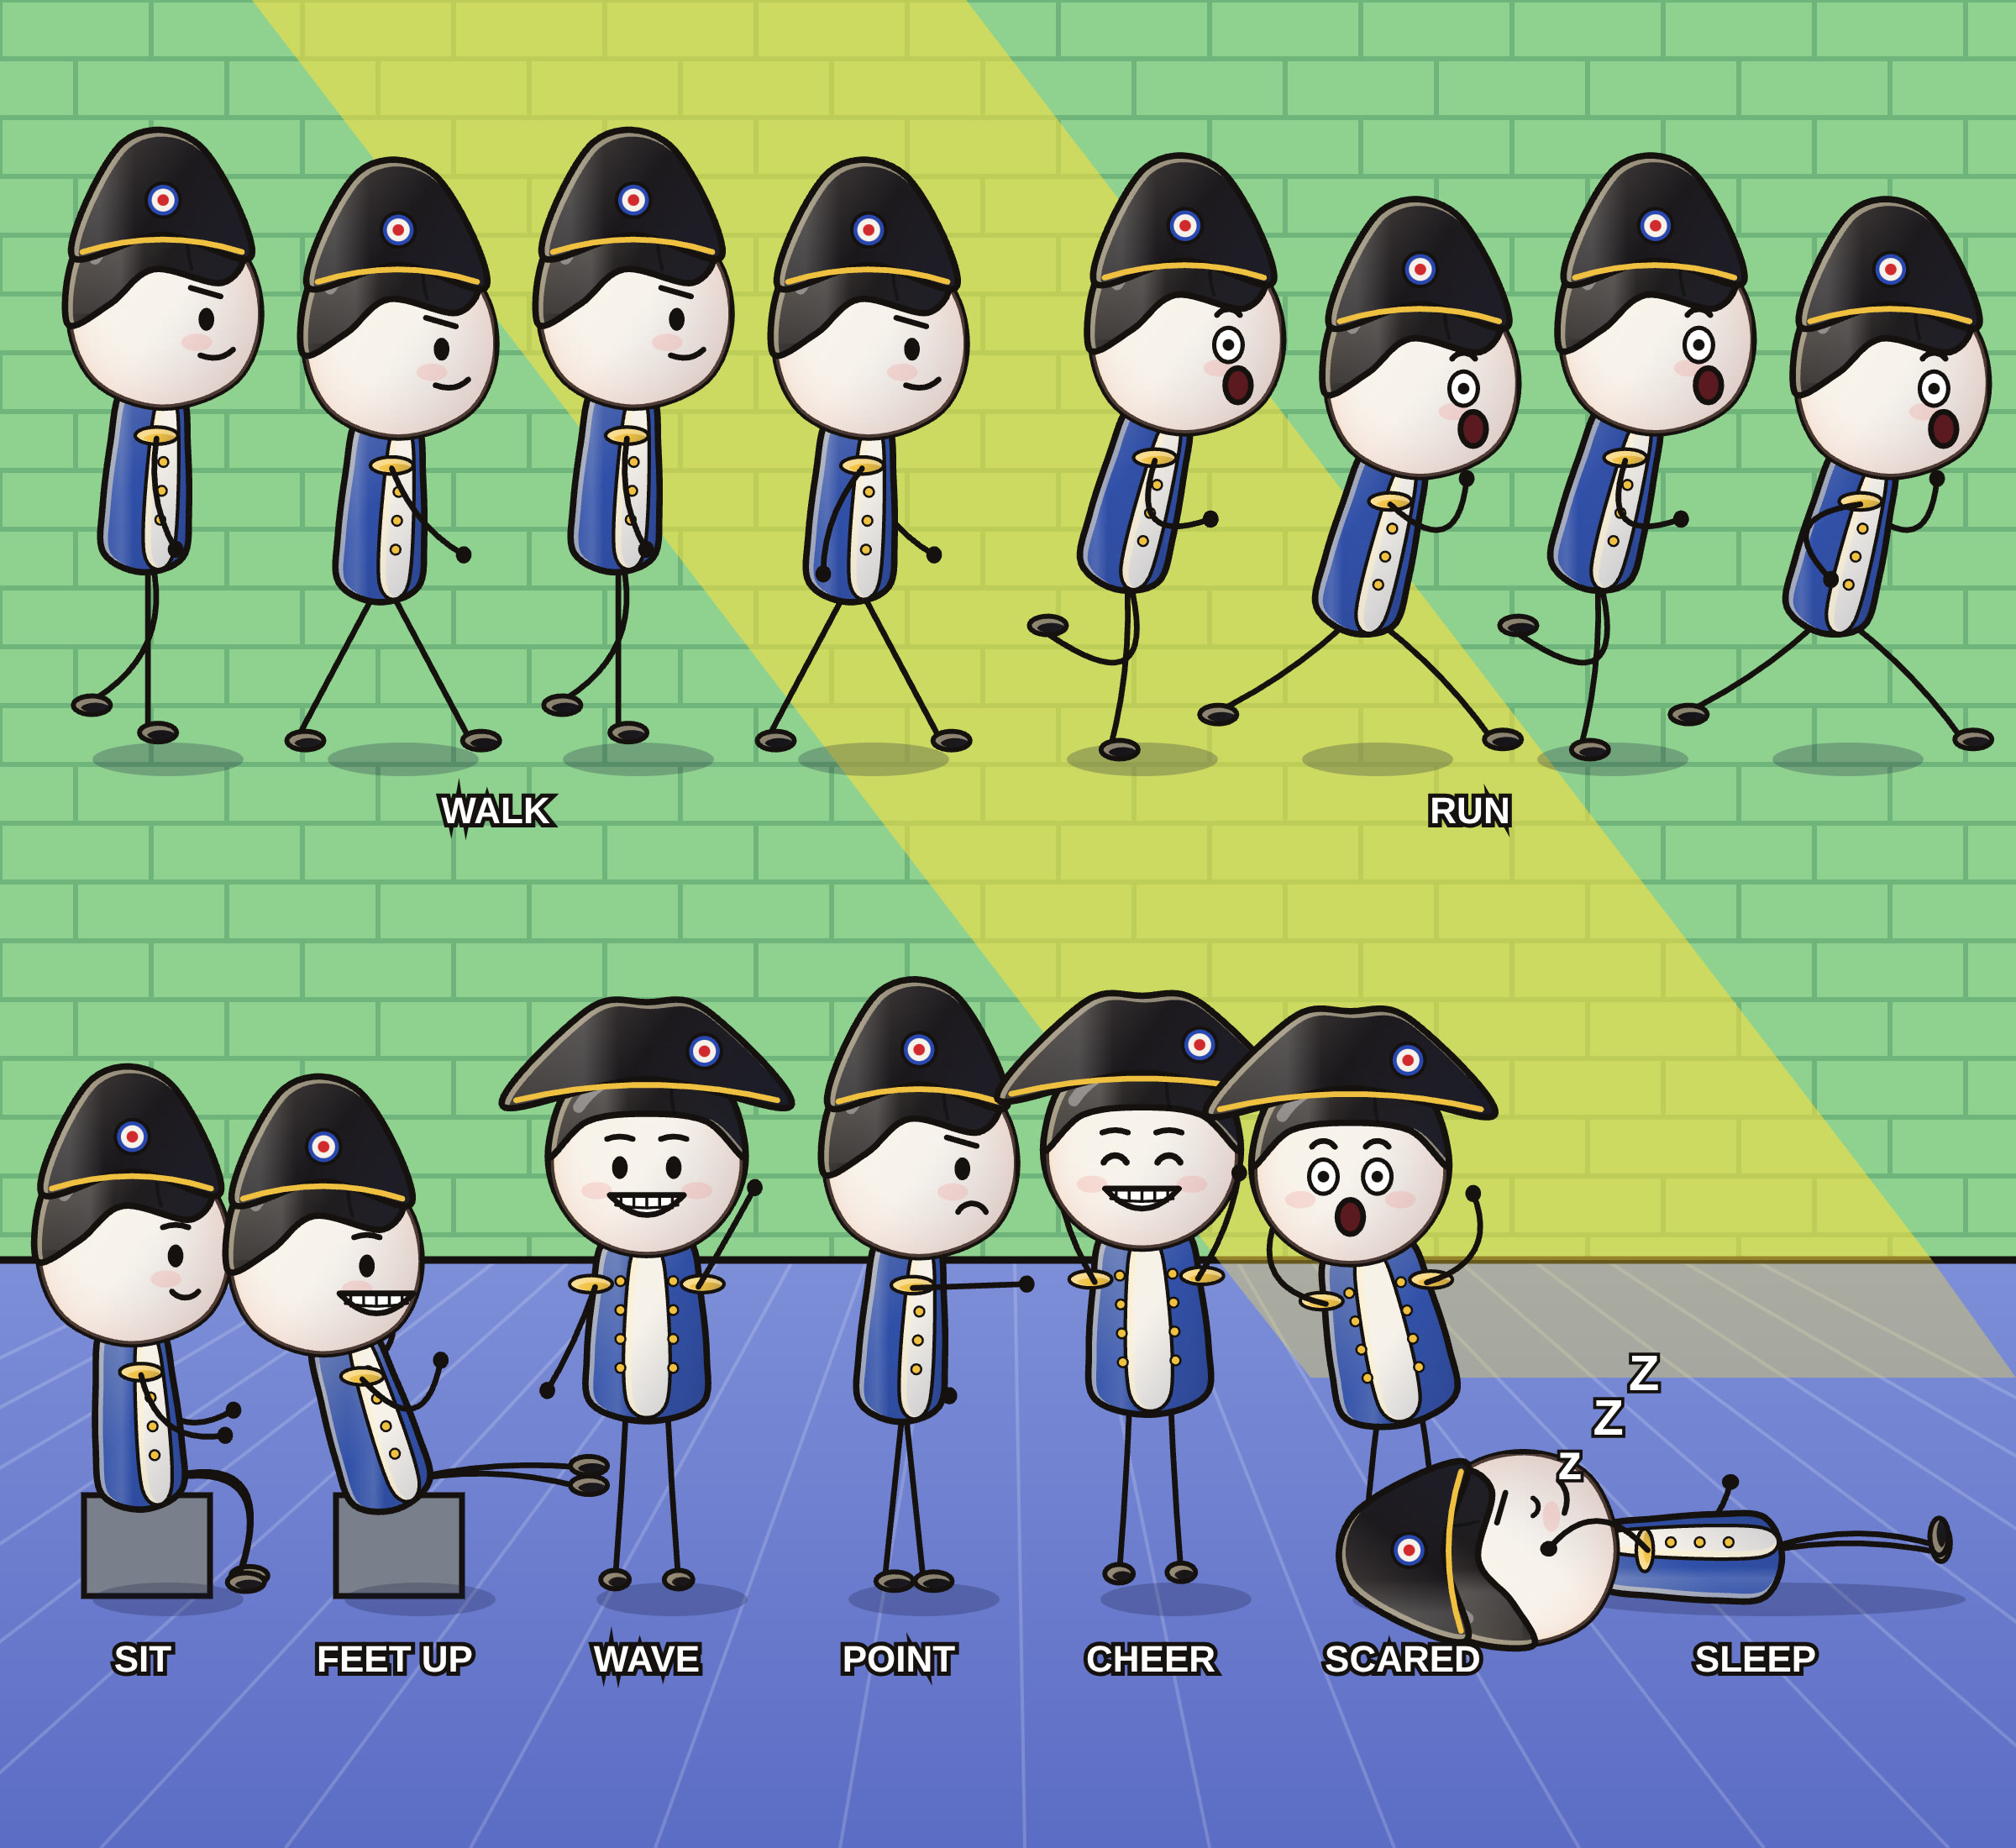 WALK
RUN
Z
Z
Z
SIT
FEET UP
WAVE
POINT
CHEER
SCARED
SLEEP